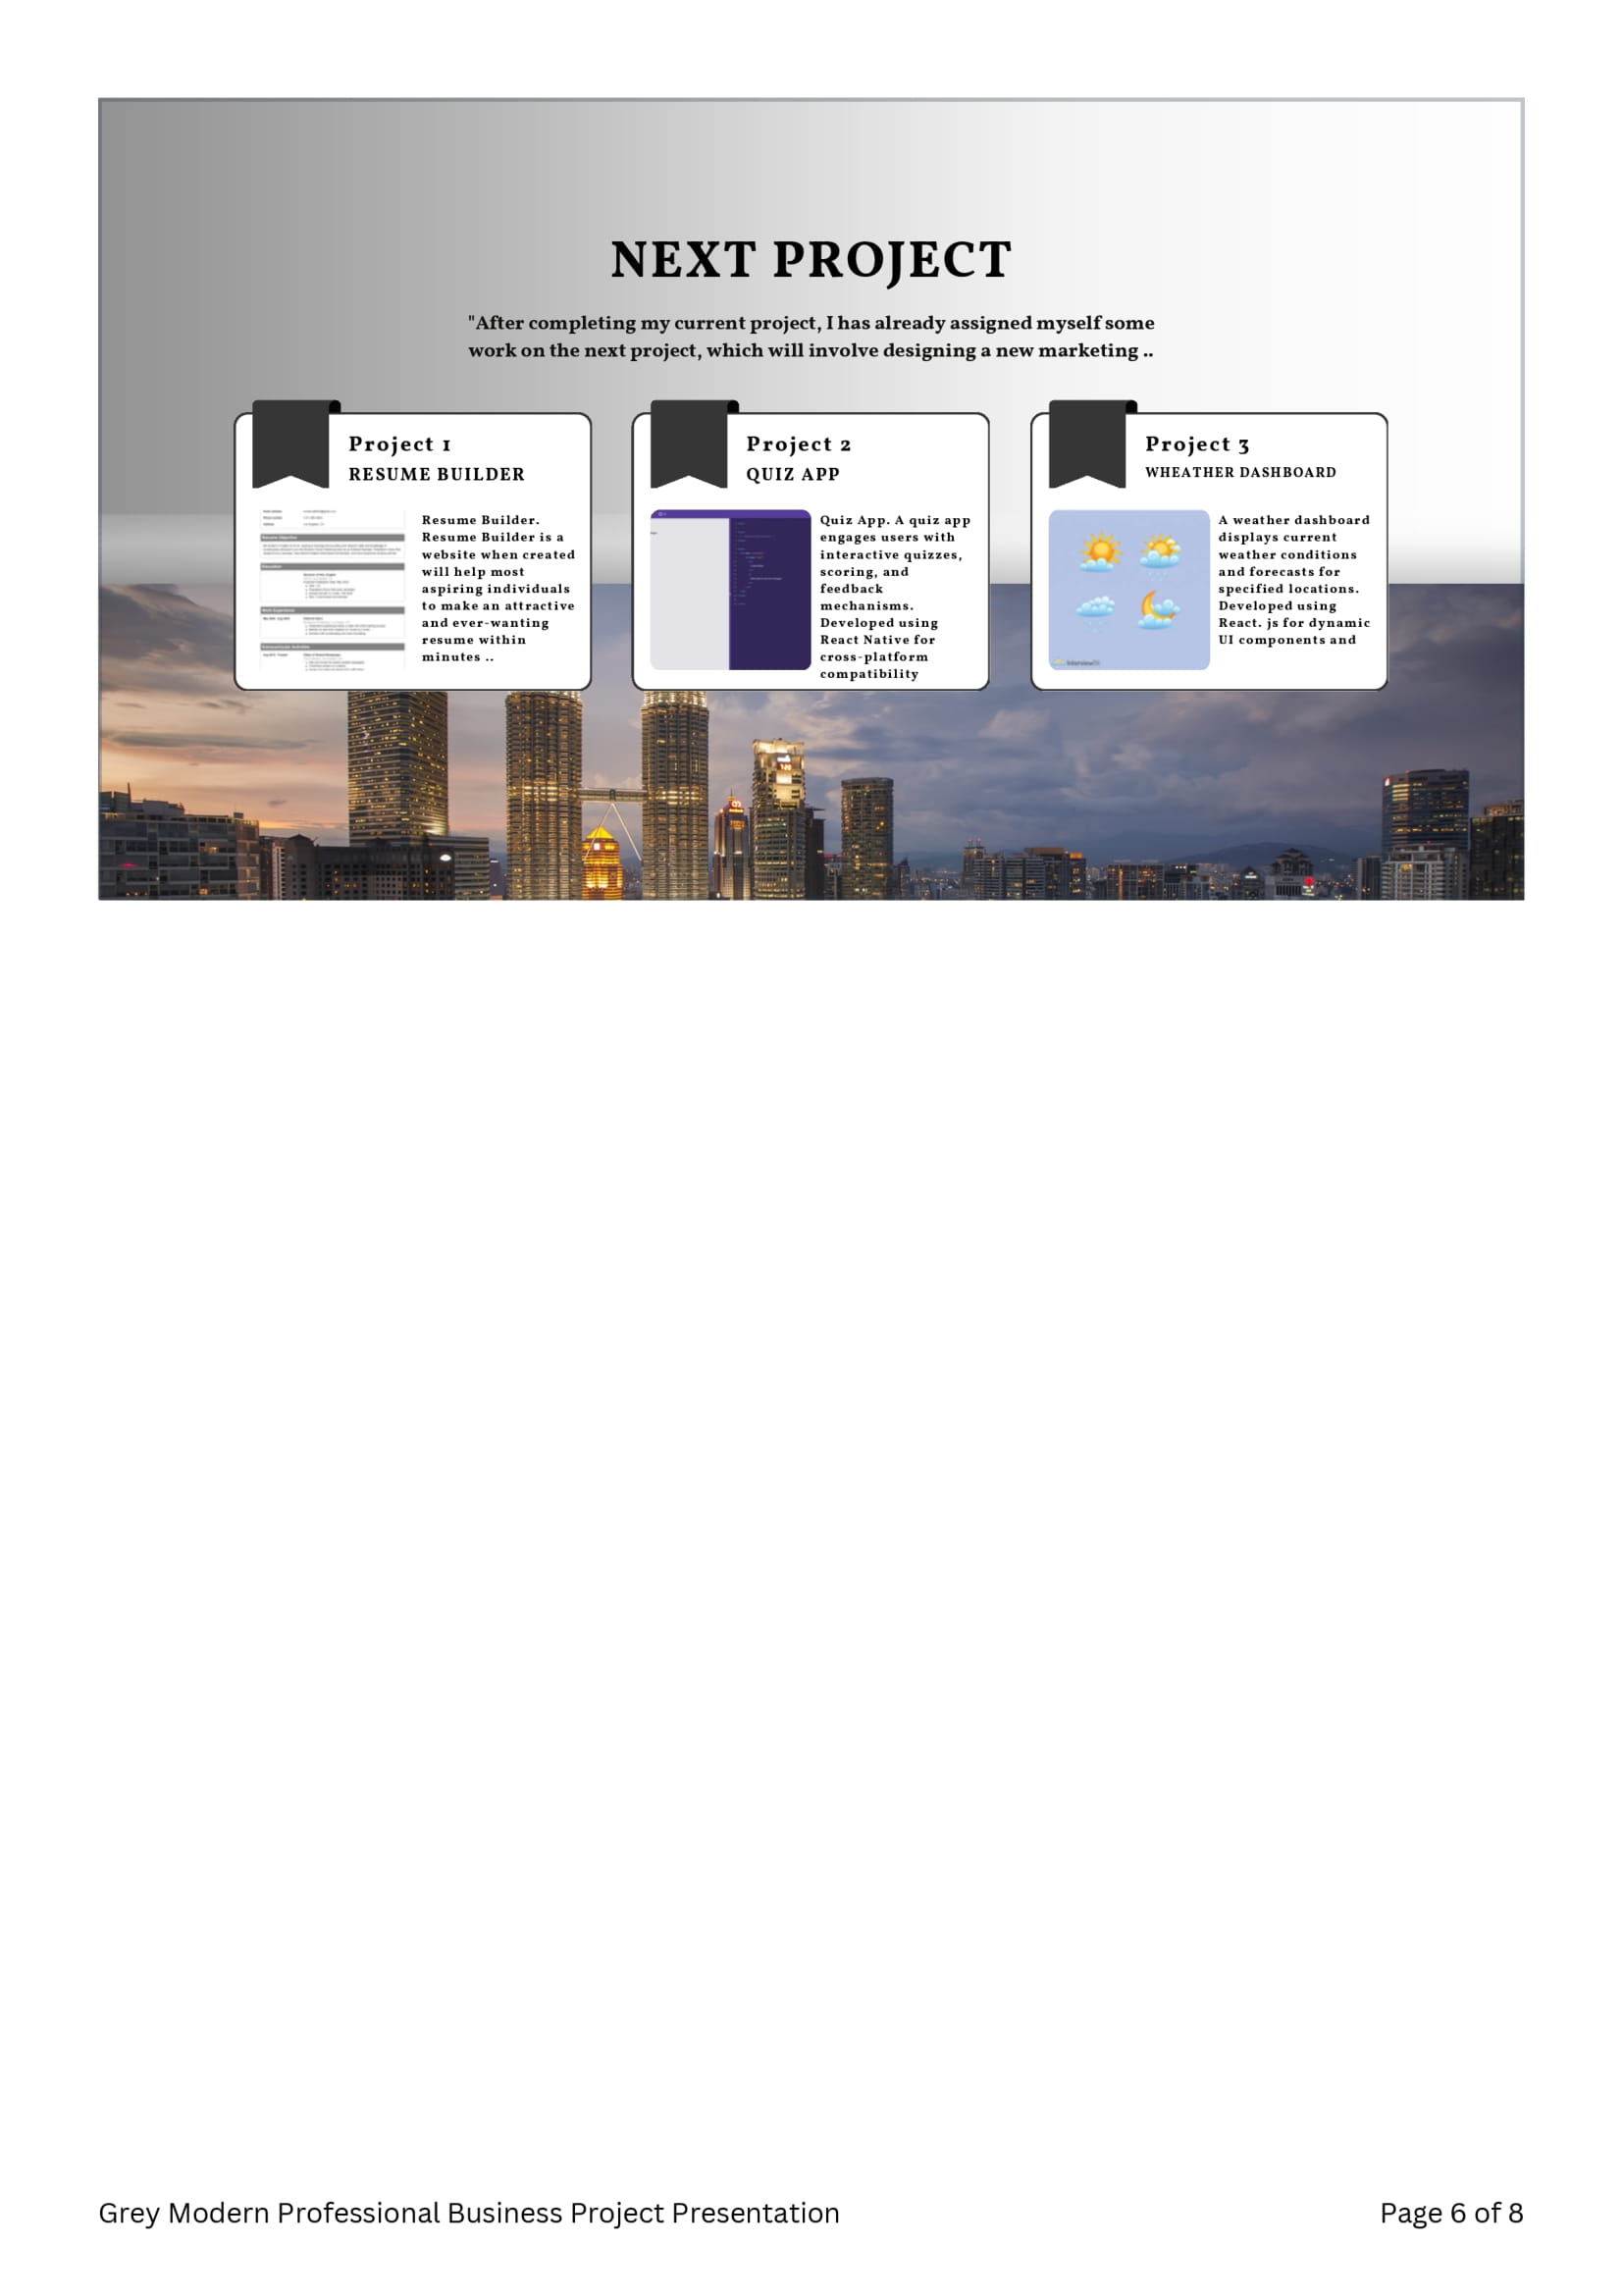 NEXT PROJECT
"After completing my current project, I has already assigned myself some
work on the next project, which will involve designing a new marketing ..
Project 1
RESUME BUILDER
Resume Builder.
Resume Builder is a
website when created
will help most
aspiring individuals
to make an attractive
and ever-wanting
resume within
minutes ..
Project 2
QUIZ APP
Quiz App. A quiz app
engages users with
interactive quizzes,
scoring, and
feedback
mechanisms.
Developed using
React Native for
cross-platform
compatibility
Project 3
WHEATHER DASHBOARD
A weather dashboard
displays current
weather conditions
and forecasts for
specified locations.
Developed using
React. js for dynamic
UI components and
Grey Modern Professional Business Project Presentation
Page 6 of 8